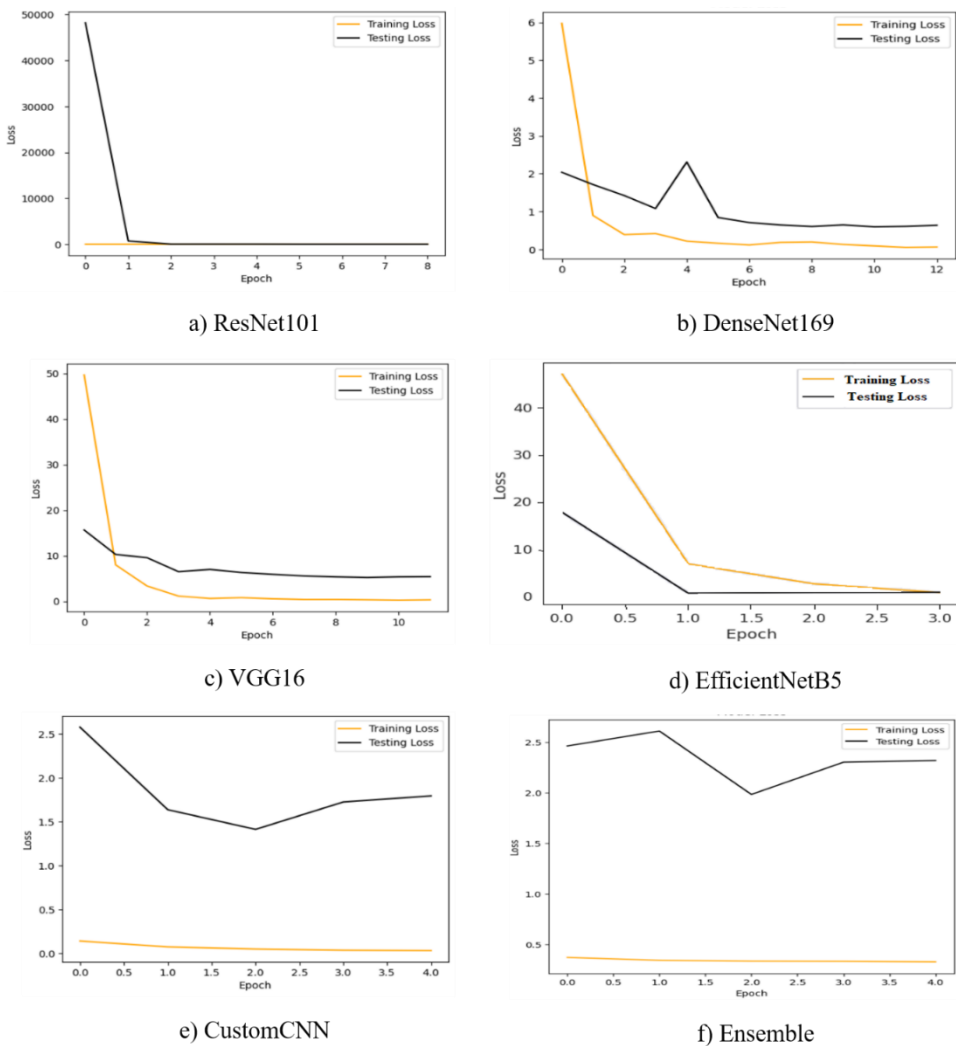 50000
40000
30000
20000
10000
0
Loss
0 1 2 3 4 5 6 7 8
Epoch
Training Loss
Testing Loss
a) ResNet101
6
5
4
3
2
1
0
Loss
0 2 4 6 8 10 12
Epoch
Training Loss
Testing Loss
b) DenseNet169
50
40
30
20
10
0
Loss
0 2 4 6 8 10
Epoch
Training Loss
Testing Loss
c) VGG16
40
30
20
10
0
Loss
0.0 0.5 1.0 1.5 2.0 2.5 3.0
Epoch
Training Loss
Testing Loss
d) EfficientNetB5
2.5
2.0
1.5
1.0
0.5
0.0
Loss
0.0 0.5 1.0 1.5 2.0 2.5 3.0 3.5 4.0
Epoch
Training Loss
Testing Loss
e) CustomCNN
2.5
2.0
1.5
1.0
0.5
Loss
0.0 0.5 1.0 1.5 2.0 2.5 3.0 3.5 4.0
Epoch
Training Loss
Testing Loss
f) Ensemble